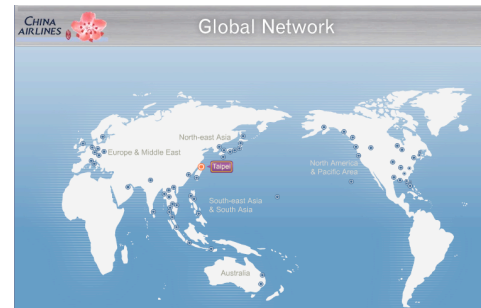 CHINA
AIRLINES
Global Network
North-east Asia
Europe & Middle East
Taipei
North America
& Pacific Area
South-east Asia
& South Asia
Australia